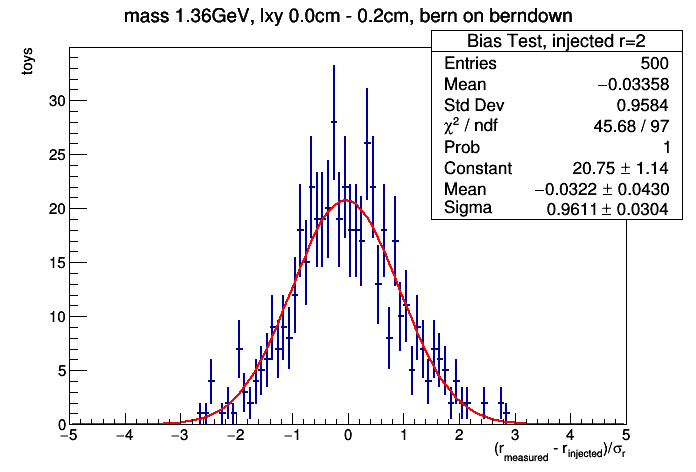 mass 1.36GeV, lxy 0.0cm - 0.2cm, bern on berndown
toys
Bias Test, injected r=2
Entries 500
Mean −0.03358
Std Dev 0.9584
χ² / ndf 45.68 / 97
Prob 1
Constant 20.75 ± 1.14
Mean −0.0322 ± 0.0430
Sigma 0.9611 ± 0.0304
30
25
20
15
10
5
0
−5 −4 −3 −2 −1 0 1 2 3 4 5
(r_measured - r_injected)/σ_r